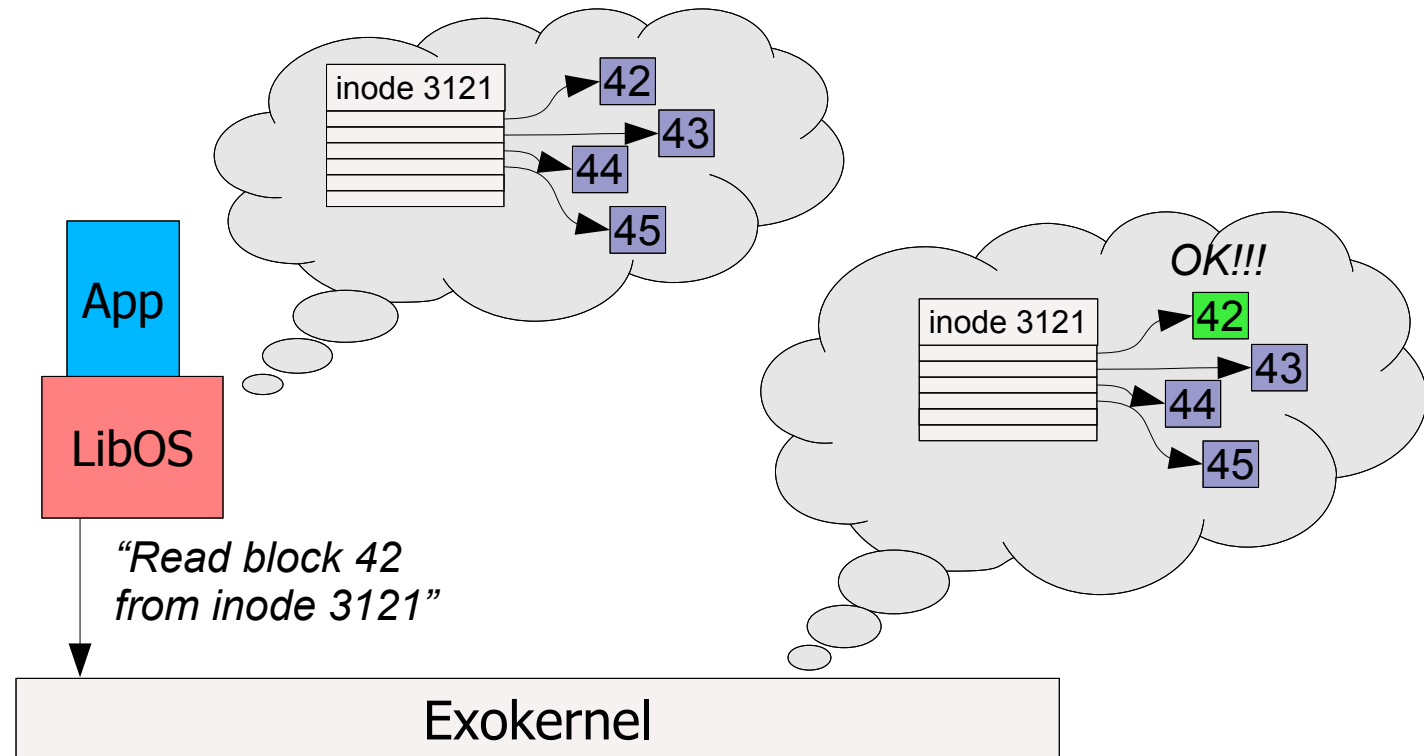 inode 3121
42
43
44
45
App
LibOS
“Read block 42
from inode 3121”
OK!!!
inode 3121
42
43
44
45
Exokernel